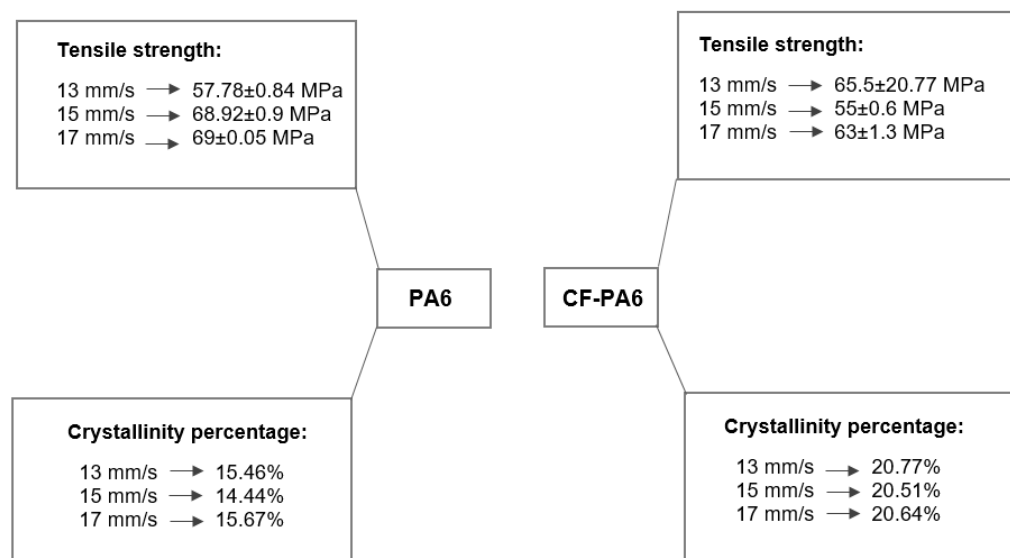 Tensile strength:
13 mm/s → 57.78±0.84 MPa
15 mm/s → 68.92±0.9 MPa
17 mm/s → 69±0.05 MPa
Tensile strength:
13 mm/s → 65.5±20.77 MPa
15 mm/s → 55±0.6 MPa
17 mm/s → 63±1.3 MPa
PA6
CF-PA6
Crystallinity percentage:
13 mm/s → 15.46%
15 mm/s → 14.44%
17 mm/s → 15.67%
Crystallinity percentage:
13 mm/s → 20.77%
15 mm/s → 20.51%
17 mm/s → 20.64%